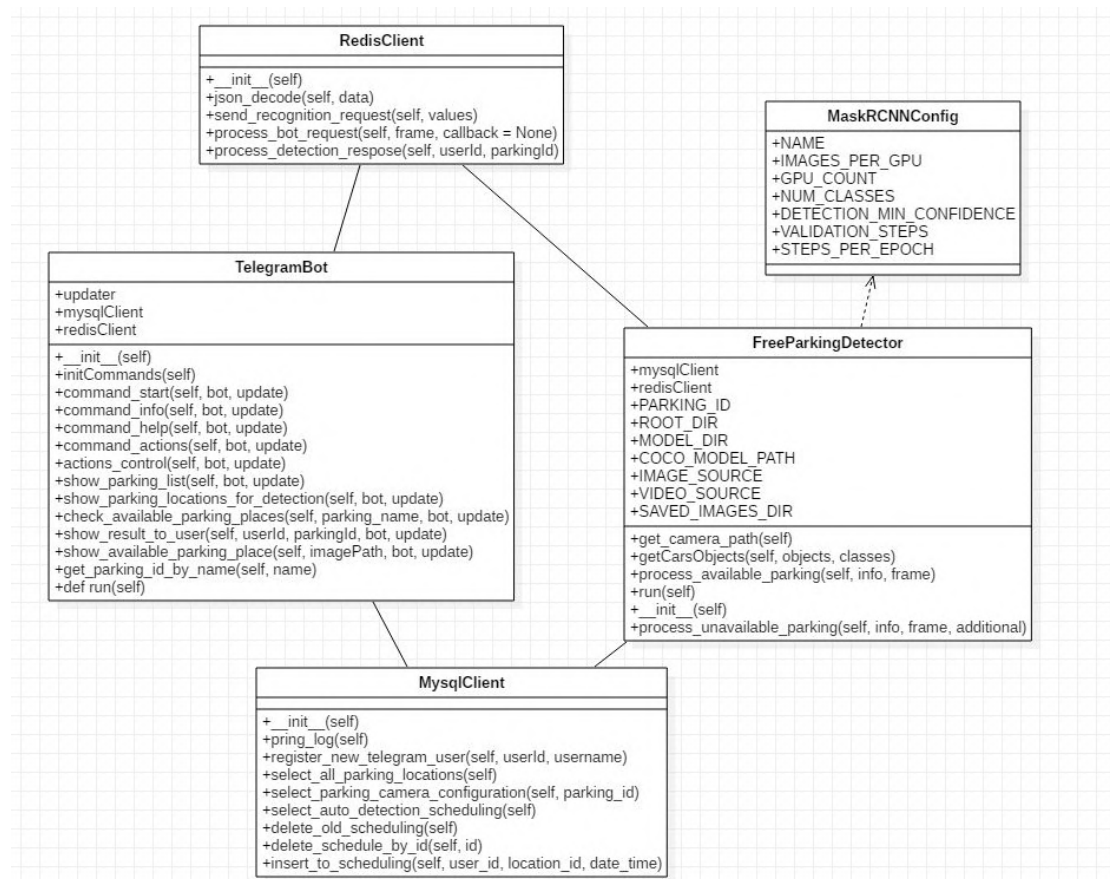 RedisClient
+__init__(self)
+json_decode(self, data)
+send_recognition_request(self, values)
+process_bot_request(self, frame, callback = None)
+process_detection_respose(self, userId, parkingId)
MaskRCNNConfig
+NAME
+IMAGES_PER_GPU
+GPU_COUNT
+NUM_CLASSES
+DETECTION_MIN_CONFIDENCE
+VALIDATION_STEPS
+STEPS_PER_EPOCH
TelegramBot
+updater
+mysqlClient
+redisClient
+__init__(self)
+initCommands(self)
+command_start(self, bot, update)
+command_info(self, bot, update)
+command_help(self, bot, update)
+command_actions(self, bot, update)
+actions_control(self, bot, update)
+show_parking_list(self, bot, update)
+show_parking_locations_for_detection(self, bot, update)
+check_available_parking_places(self, parking_name, bot, update)
+show_result_to_user(self, userId, parkingId, bot, update)
+show_available_parking_place(self, imagePath, bot, update)
+get_parking_id_by_name(self, name)
+def run(self)
FreeParkingDetector
+mysqlClient
+redisClient
+PARKING_ID
+ROOT_DIR
+MODEL_DIR
+COCO_MODEL_PATH
+IMAGE_SOURCE
+VIDEO_SOURCE
+SAVED_IMAGES_DIR
+get_camera_path(self)
+getCarsObjects(self, objects, classes)
+process_available_parking(self, info, frame)
+run(self)
+__init__(self)
+process_unavailable_parking(self, info, frame, additional)
MysqlClient
+__init__(self)
+pring_log(self)
+register_new_telegram_user(self, userId, username)
+select_all_parking_locations(self)
+select_parking_camera_configuration(self, parking_id)
+select_auto_detection_scheduling(self)
+delete_old_scheduling(self)
+delete_schedule_by_id(self, id)
+insert_to_scheduling(self, user_id, location_id, date_time)